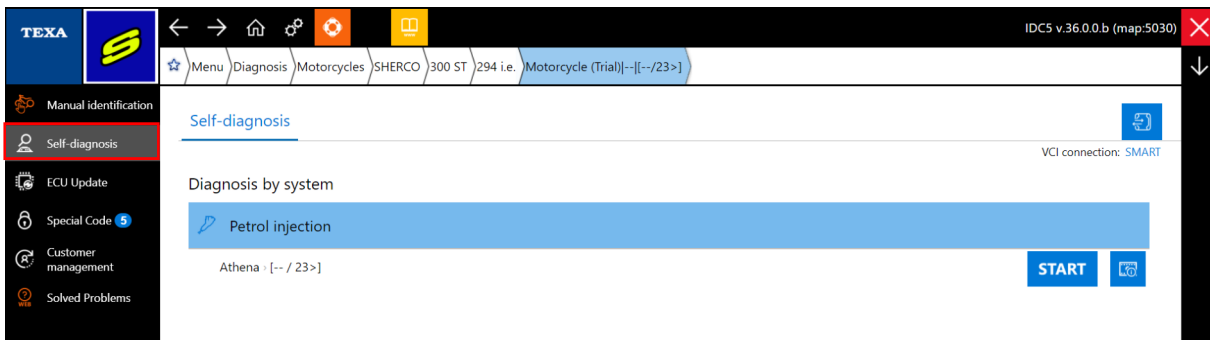 TEXA
IDC5 v.36.0.0.b (map:5030)
Menu Diagnosis Motorcycles SHERCO 300 ST 294 i.e. Motorcycle (Trial)|--|[--/23>]
Manual identification
Self-diagnosis
ECU Update
Special Code 5
Customer
management
WEB
Solved Problems
Self-diagnosis
VCI connection: SMART
Diagnosis by system
Petrol injection
Athena › [-- / 23>]
START